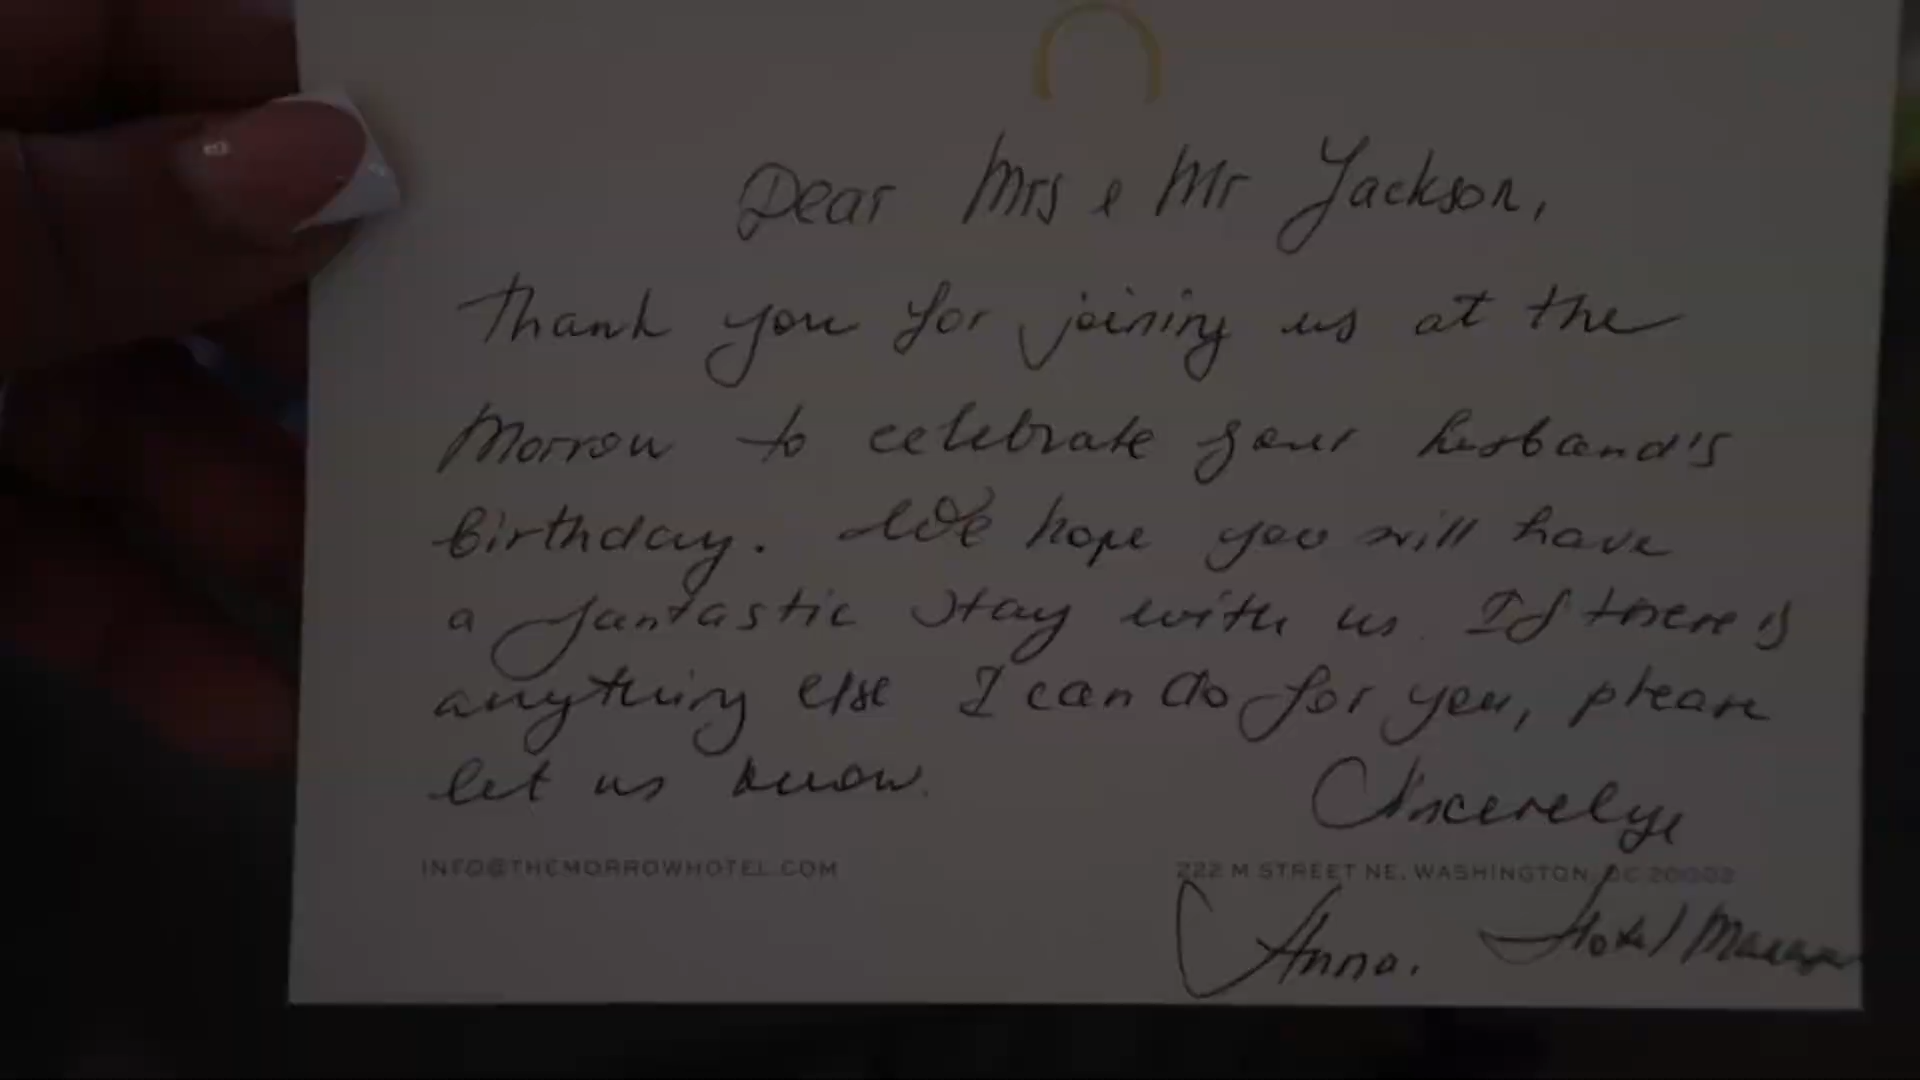 Dear Mrs & Mr Jackson,
Thank you for joining us at the
Morrow to celebrate your husband's
birthday. We hope you will have
a fantastic stay with us. If there is
anything else I can do for you, please
let us know.
Sincerely,
INFO@THEMORROWHOTEL.COM
222 M STREET NE, WASHINGTON, DC 20002
Anna. Hotel Manager